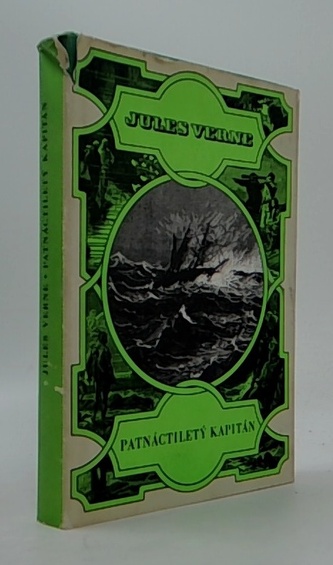 JULES VERNE
PATNÁCTILETÝ KAPITÁN
JULES VERNE • PATNÁCTILETÝ KAPITÁN